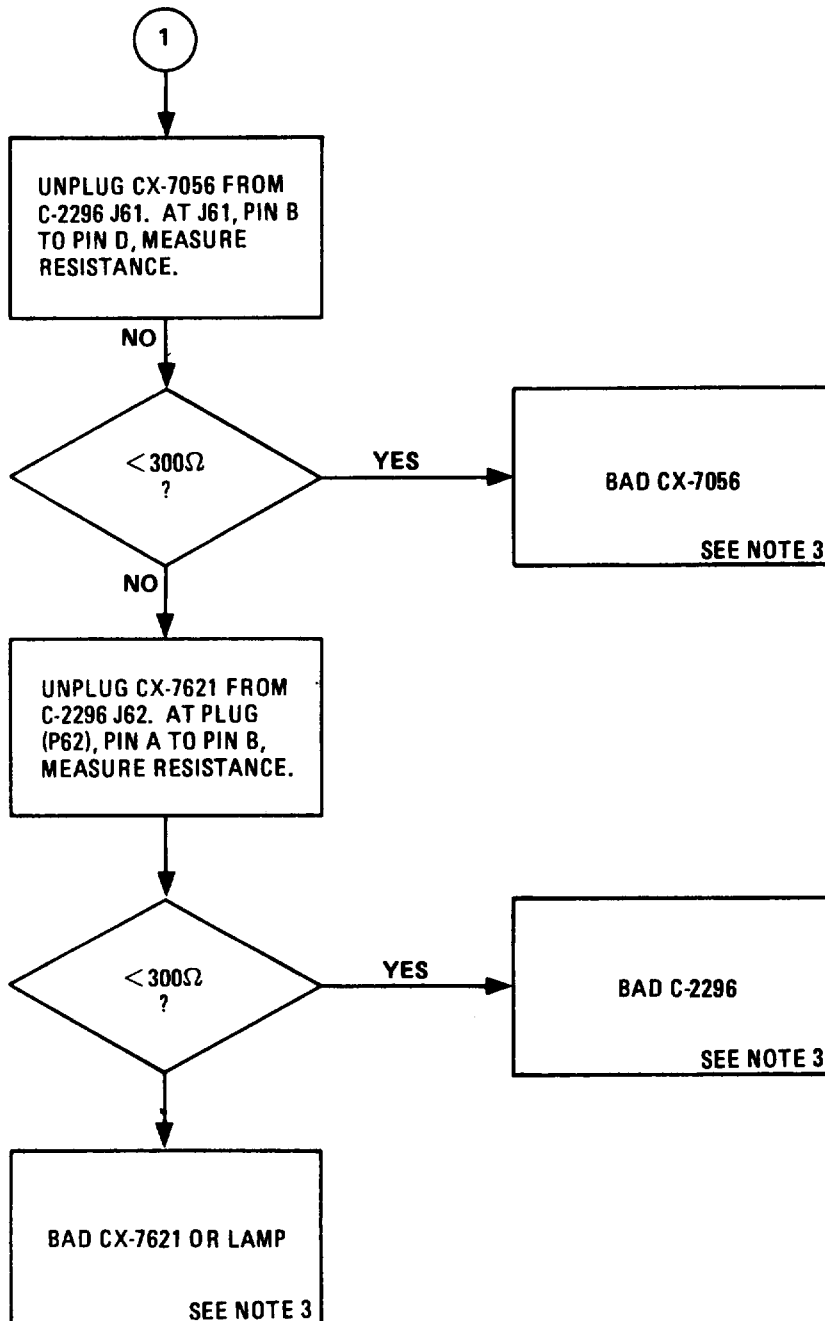 1
UNPLUG CX-7056 FROM
C-2296 J61. AT J61, PIN B
TO PIN D, MEASURE
RESISTANCE.
NO
<300Ω
?
YES
BAD CX-7056
SEE NOTE 3
NO
UNPLUG CX-7621 FROM
C-2296 J62. AT PLUG
(P62), PIN A TO PIN B,
MEASURE RESISTANCE.
<300Ω
?
YES
BAD C-2296
SEE NOTE 3
BAD CX-7621 OR LAMP
SEE NOTE 3